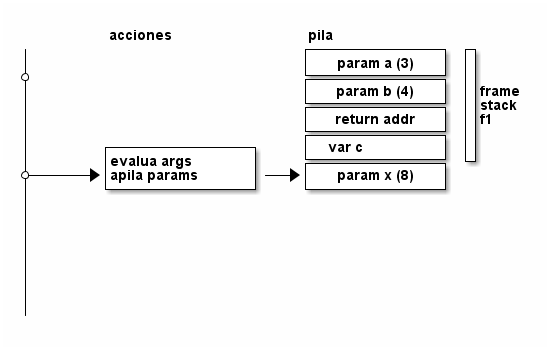 acciones
pila
param a (3)
param b (4)
return addr
var c
param x (8)
frame
stack
f1
evalua args
apila params